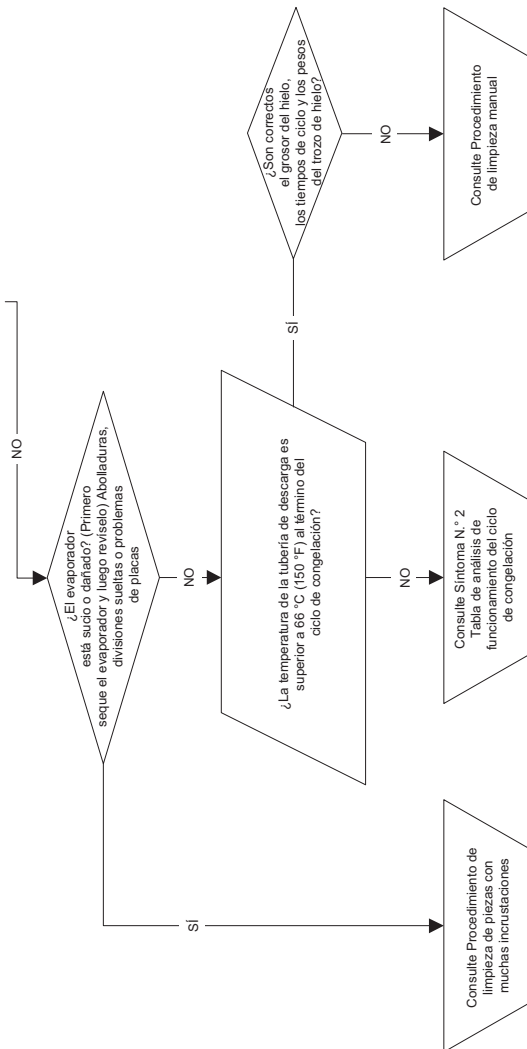 NO
¿El evaporador
está sucio o dañado? (Primero
seque el evaporador y luego revíselo) Abolladuras,
divisiones sueltas o problemas
de placas
SÍ
NO
¿La temperatura de la tubería de descarga es
superior a 66 °C (150 °F) al término del
ciclo de congelación?
SÍ
NO
¿Son correctos
el grosor del hielo,
los tiempos de ciclo y los pesos
del trozo de hielo?
NO
Consulte Procedimiento de
limpieza de piezas con
muchas incrustaciones
Consulte Síntoma N.° 2
Tabla de análisis de
funcionamiento del ciclo
de congelación
Consulte Procedimiento
de limpieza manual